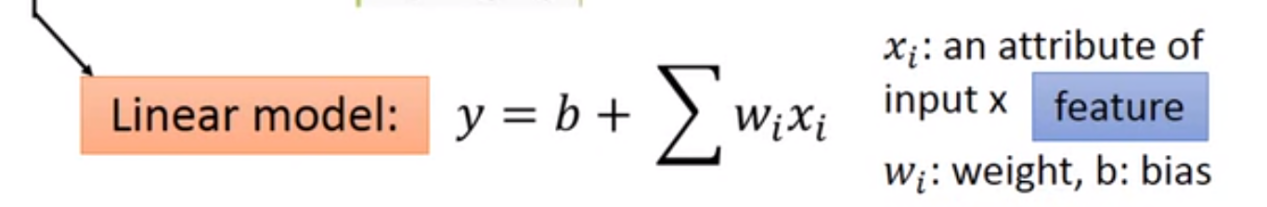 Linear model: y = b + ∑ wᵢxᵢ
xᵢ: an attribute of
input x feature
wᵢ: weight, b: bias